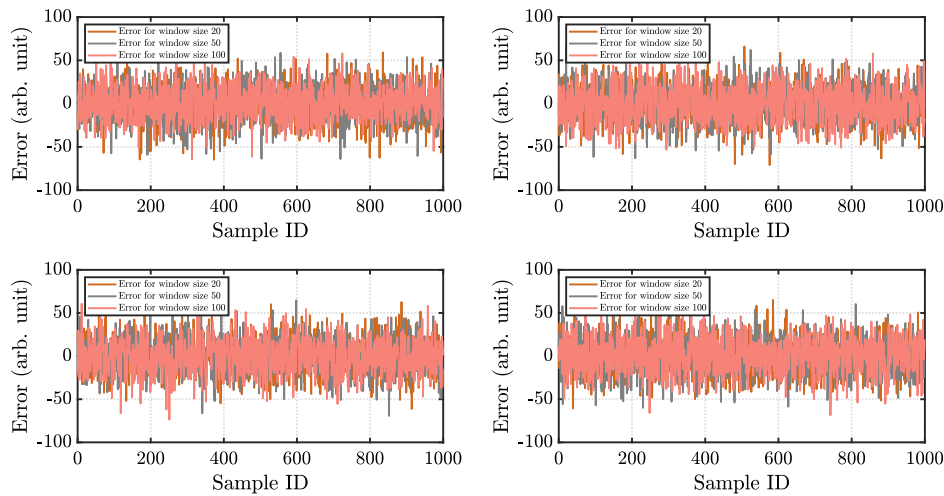 100
50
0
-50
-100
Error (arb. unit)
Error for window size 20
Error for window size 50
Error for window size 100
0 200 400 600 800 1000
Sample ID
100
50
0
-50
-100
Error (arb. unit)
Error for window size 20
Error for window size 50
Error for window size 100
0 200 400 600 800 1000
Sample ID
100
50
0
-50
-100
Error (arb. unit)
Error for window size 20
Error for window size 50
Error for window size 100
0 200 400 600 800 1000
Sample ID
100
50
0
-50
-100
Error (arb. unit)
Error for window size 20
Error for window size 50
Error for window size 100
0 200 400 600 800 1000
Sample ID